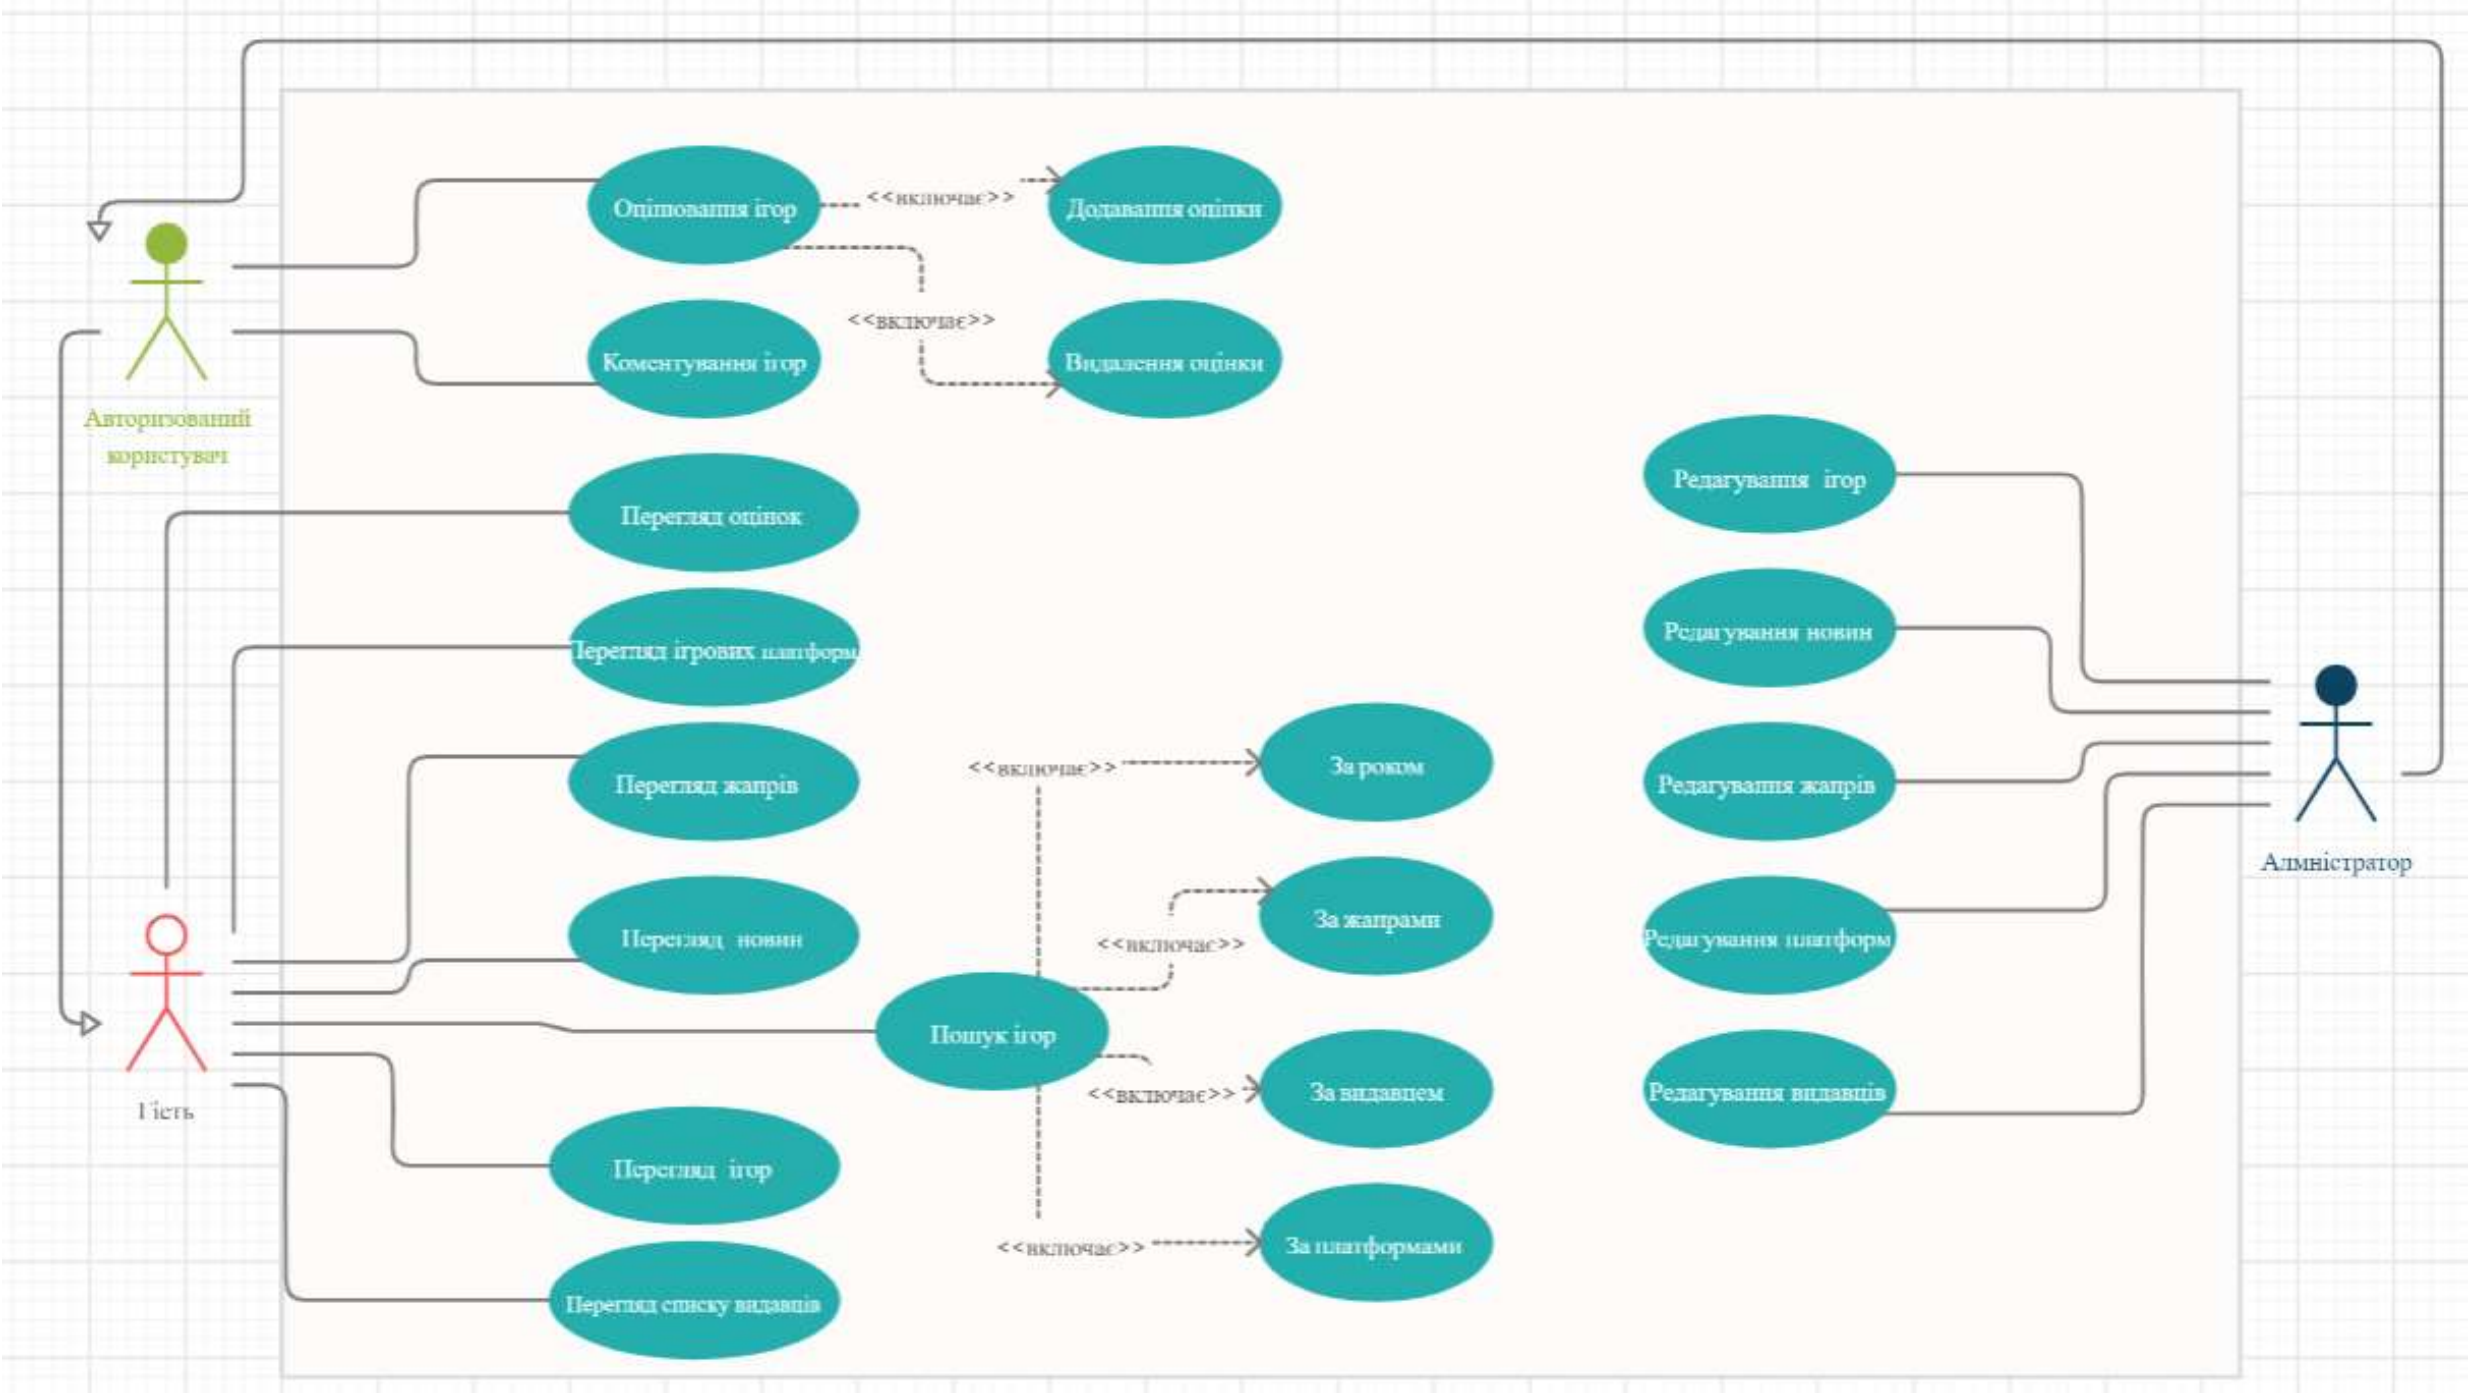 Оцінювання ігор
<<включає>>
Додавання оцінки
<<включає>>
Коментування ігор
Видалення оцінки
Авторизований
користувач
Перегляд оцінок
Редагування ігор
Перегляд ігрових платформ
Редагування новин
<<включає>>
За роком
Перегляд жанрів
Редагування жанрів
Адміністратор
За жанрами
<<включає>>
Перегляд новин
Редагування платформ
Пошук ігор
<<включає>>
За видавцем
Редагування видавців
Гість
Перегляд ігор
<<включає>>
За платформами
Перегляд списку видавців